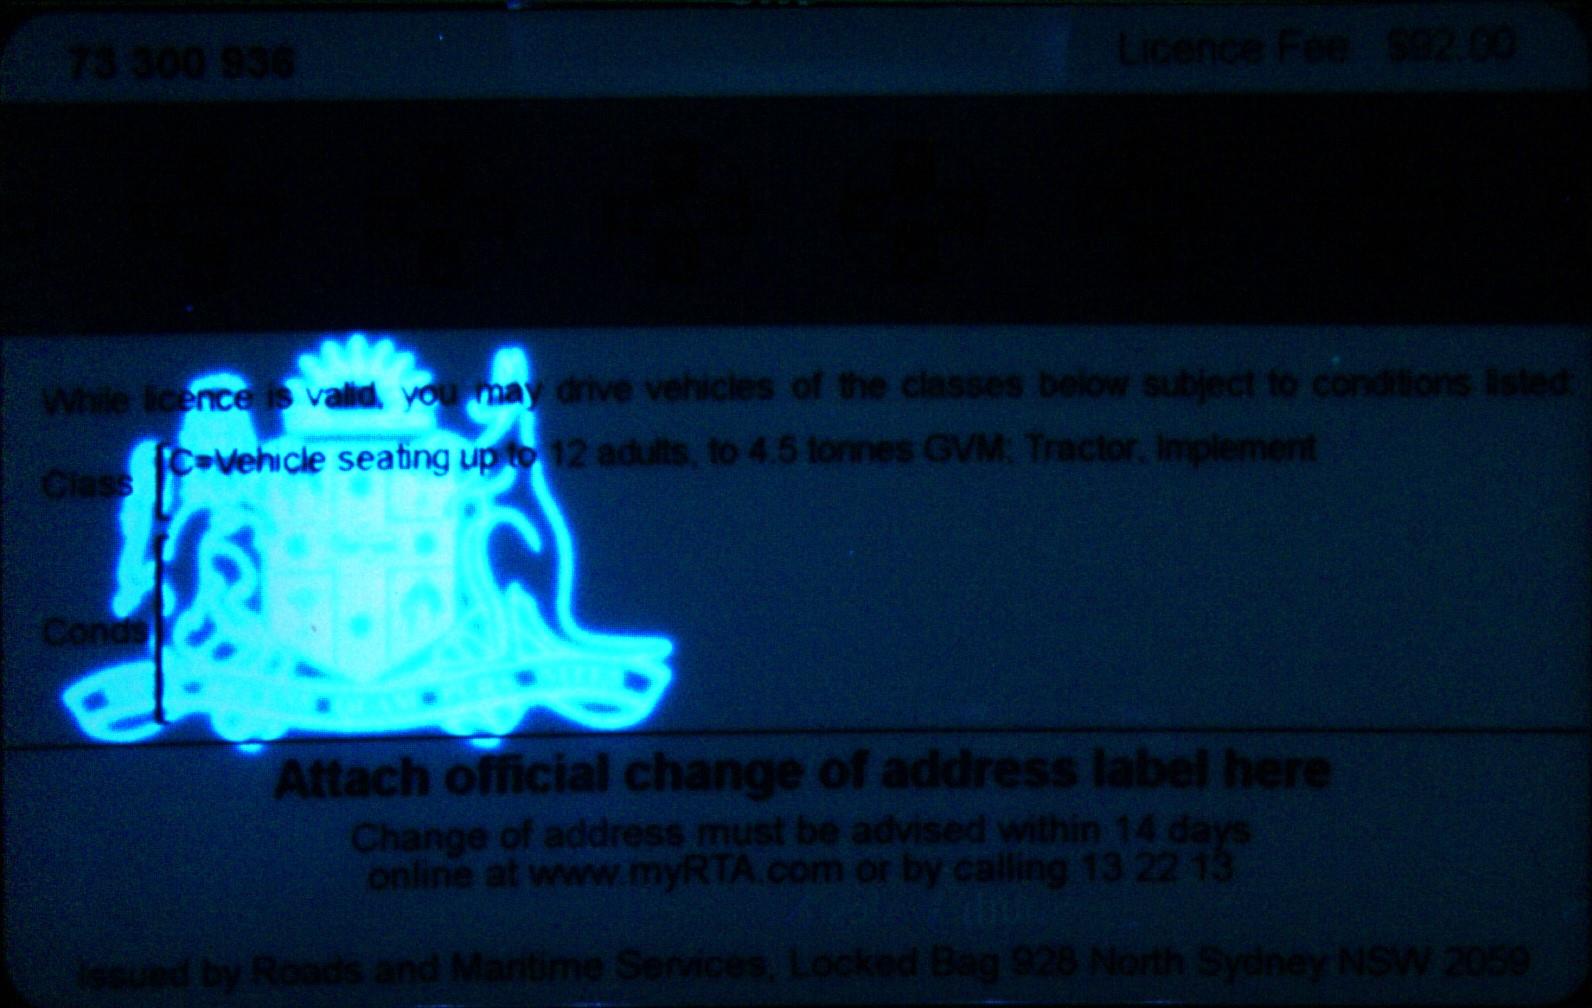 73 300 936
Licence Fee $92.00
While licence is valid, you may drive vehicles of the classes below subject to conditions listed:
Class C=Vehicle seating up to 12 adults, to 4.5 tonnes GVM; Tractor, Implement
Conds
Attach official change of address label here
Change of address must be advised within 14 days
online at www.myRTA.com or by calling 13 22 13
Issued by Roads and Maritime Services, Locked Bag 928 North Sydney NSW 2059